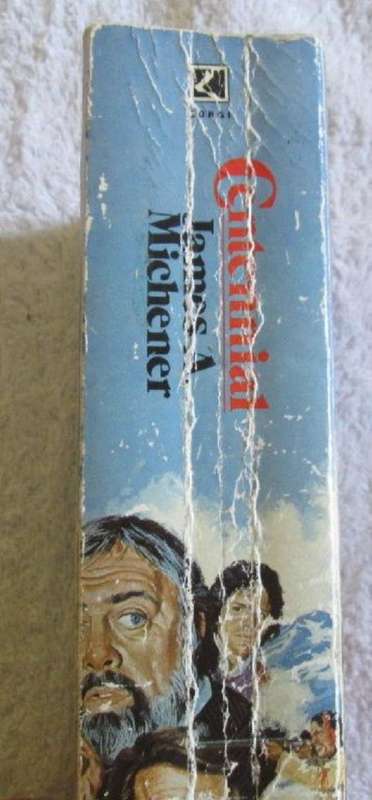 CORGI
Centennial
James A.
Michener